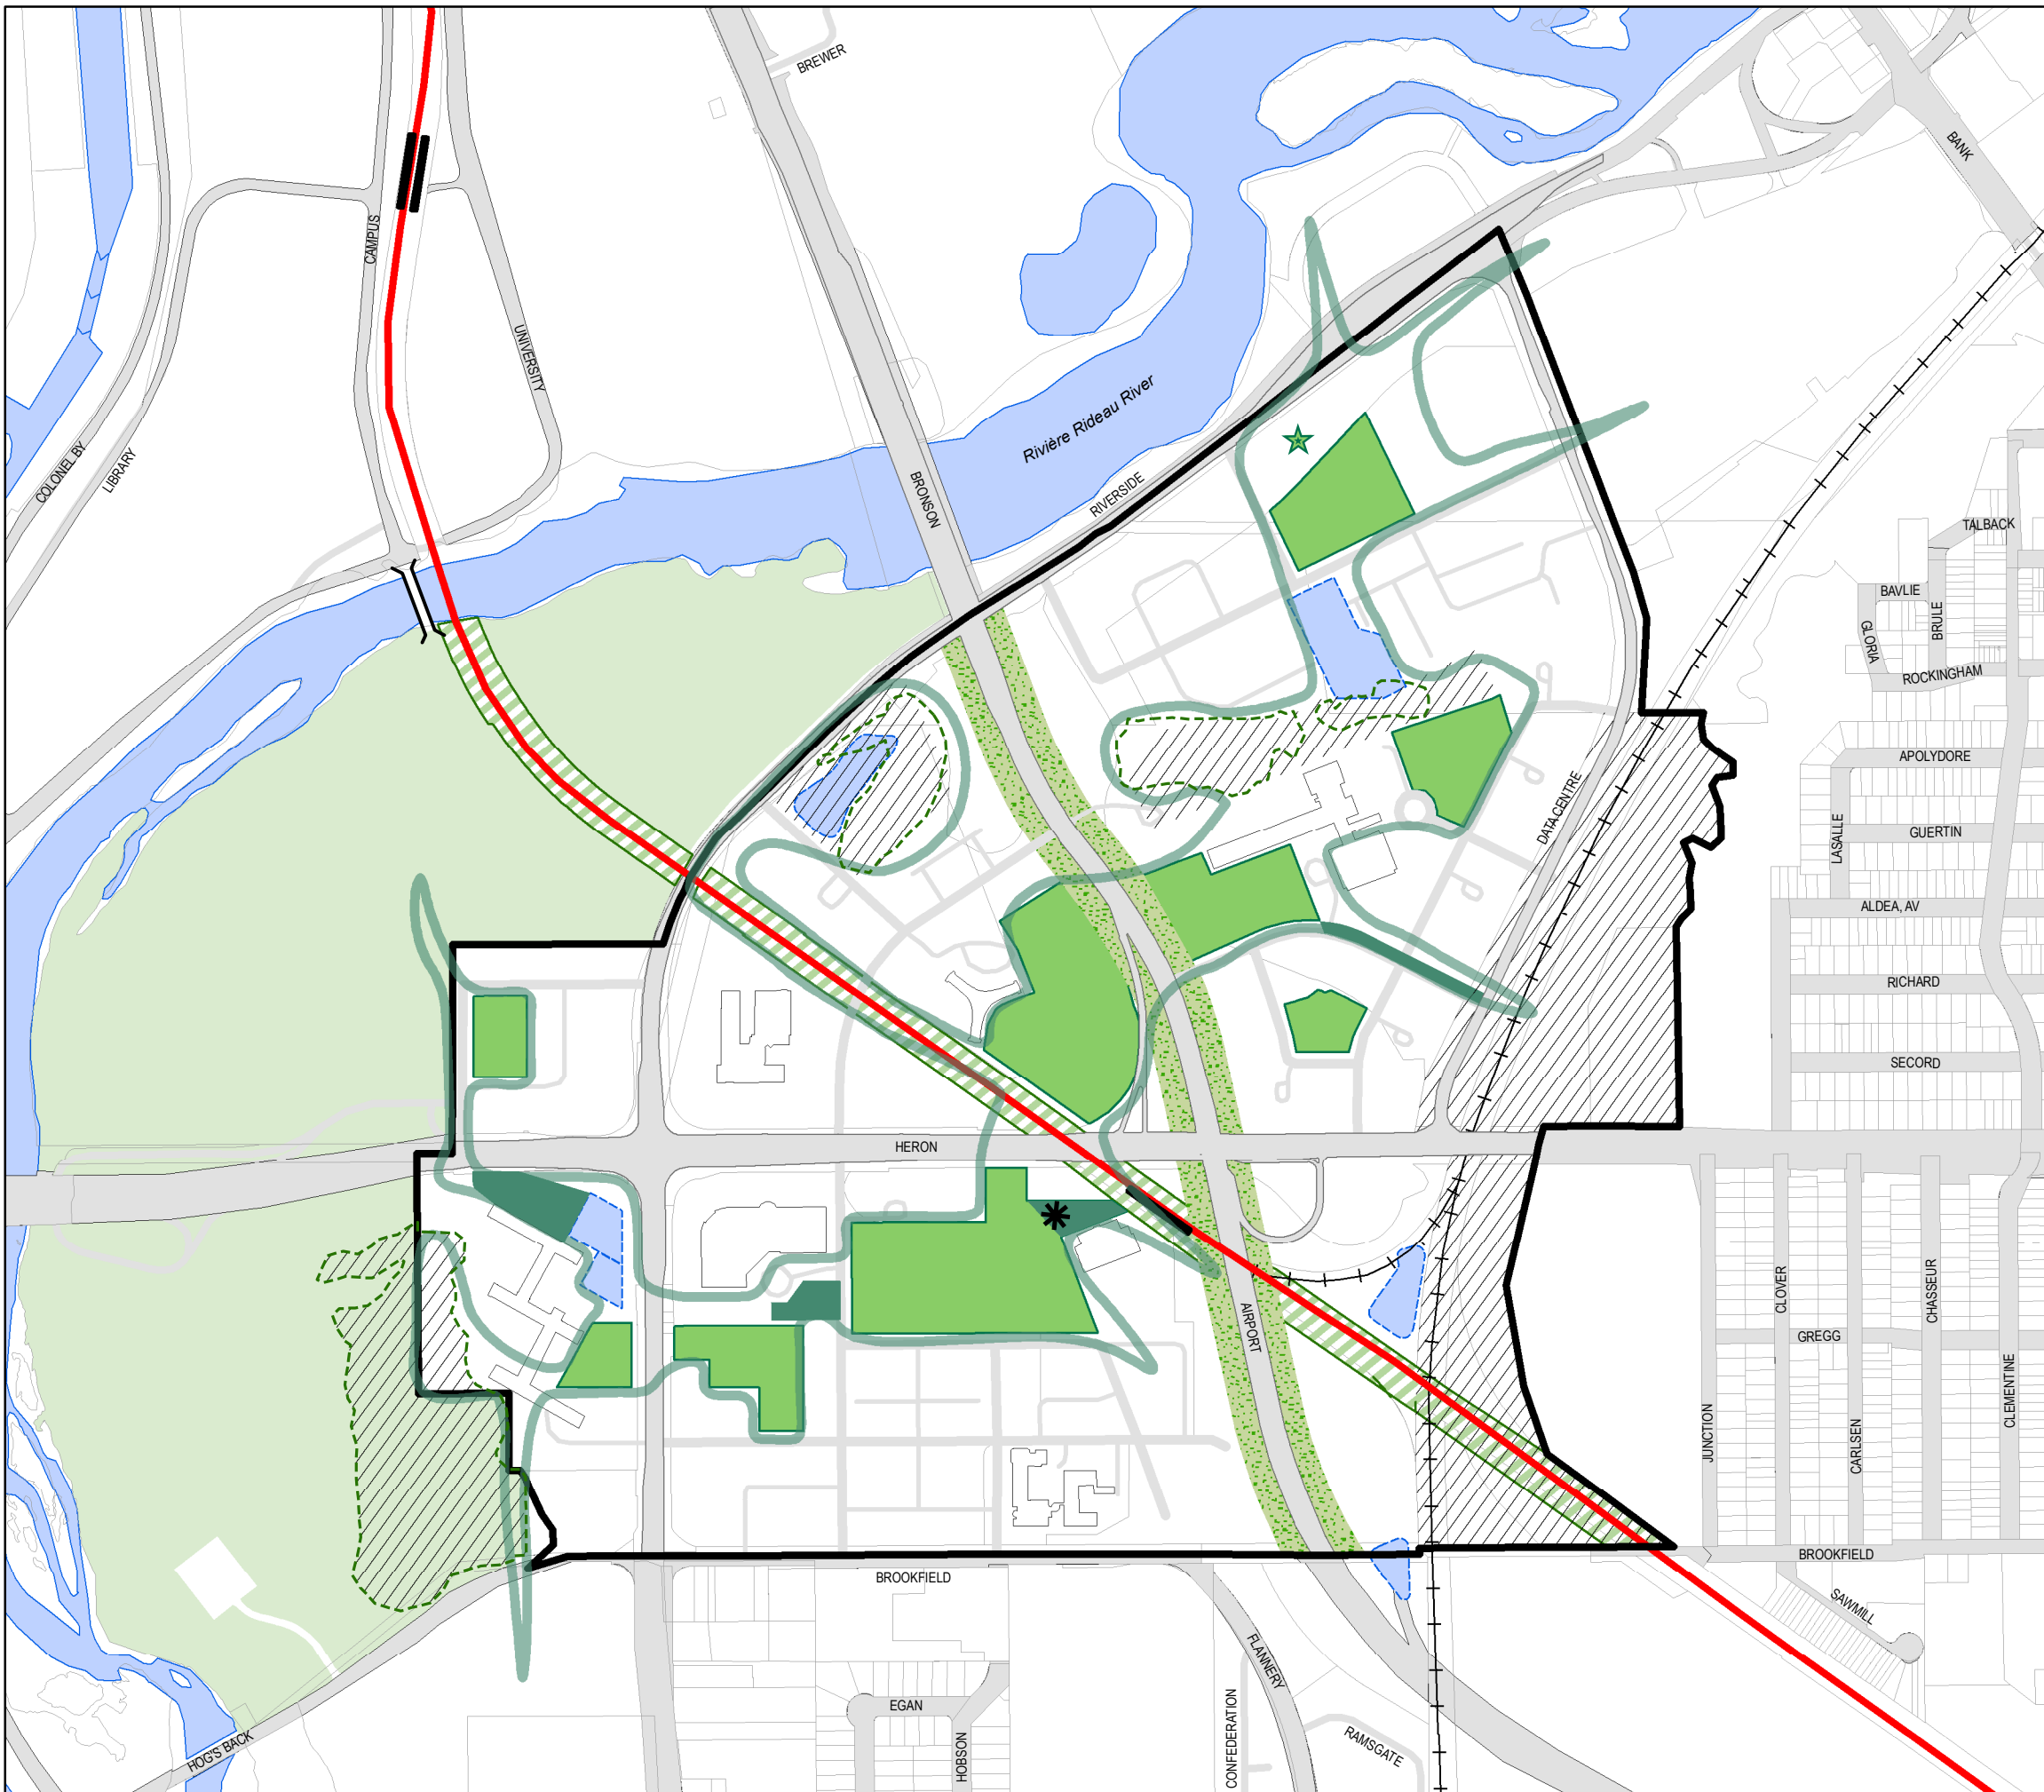 BREWER
BANK
CAMPUS
UNIVERSITY
Rivière Rideau River
COLONEL BY
LIBRARY
BRONSON
RIVERSIDE
TALBACK
BAVLIE
BRULE
GLORIA
ROCKINGHAM
APOLYDORE
DATA CENTRE
LASALLE
GUERTIN
ALDEA, AV
RICHARD
SECORD
HERON
AIRPORT
CLOVER
CHASSEUR
GREGG
CLEMENTINE
JUNCTION
CARLSEN
BROOKFIELD
BROOKFIELD
SAWMILL
FLANNERY
EGAN
CONFEDERATION
HOBSON
RAMSGATE
HOG'S BACK